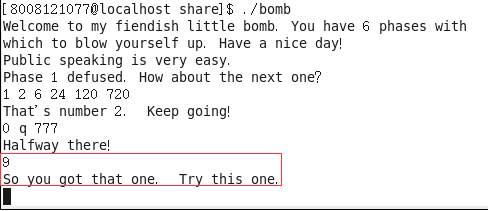 [8008121077@localhost share]$ ./bomb
Welcome to my fiendish little bomb. You have 6 phases with
which to blow yourself up. Have a nice day!
Public speaking is very easy.
Phase 1 defused. How about the next one?
1 2 6 24 120 720
That's number 2. Keep going!
0 q 777
Halfway there!
9
So you got that one. Try this one.